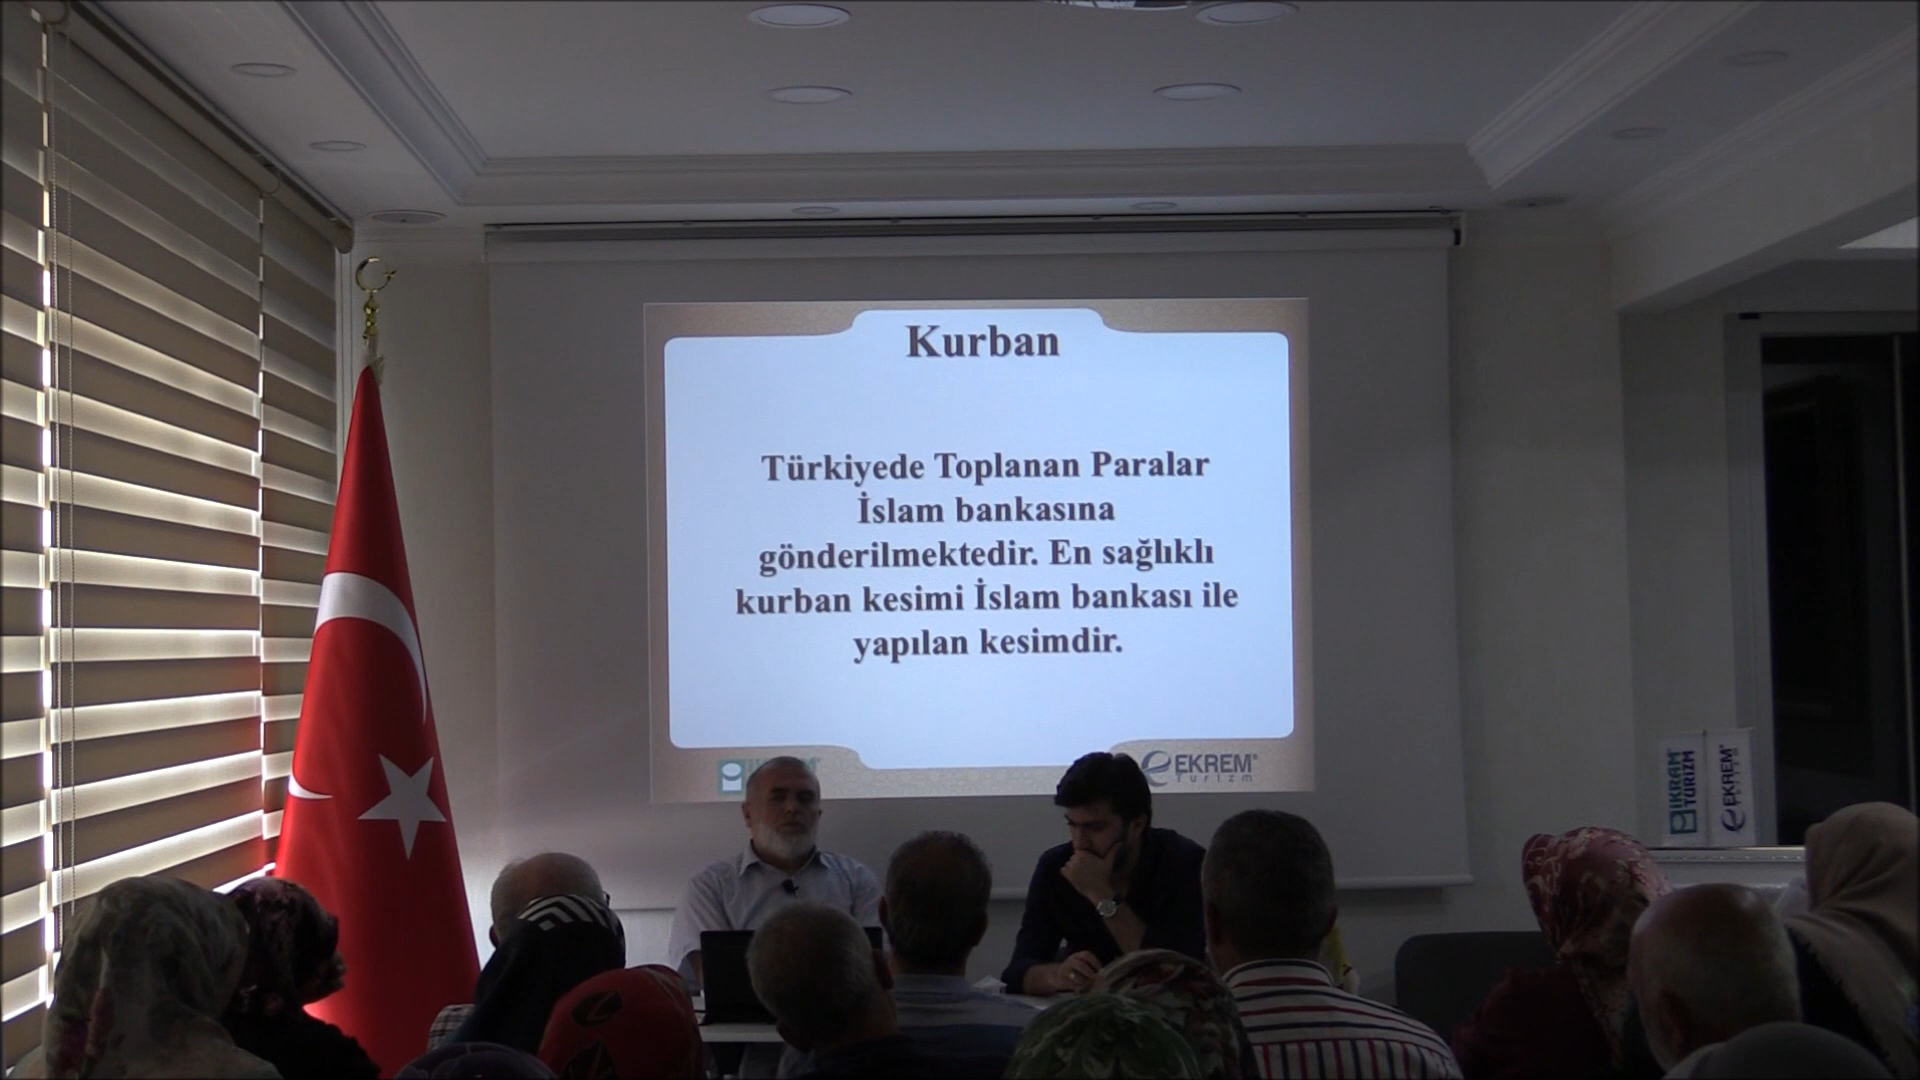 Kurban
Türkiyede Toplanan Paralar
İslam bankasına
gönderilmektedir. En sağlıklı
kurban kesimi İslam bankası ile
yapılan kesimdir.
EKREM
Turizm
İKRAM
TURİZM
EKREM